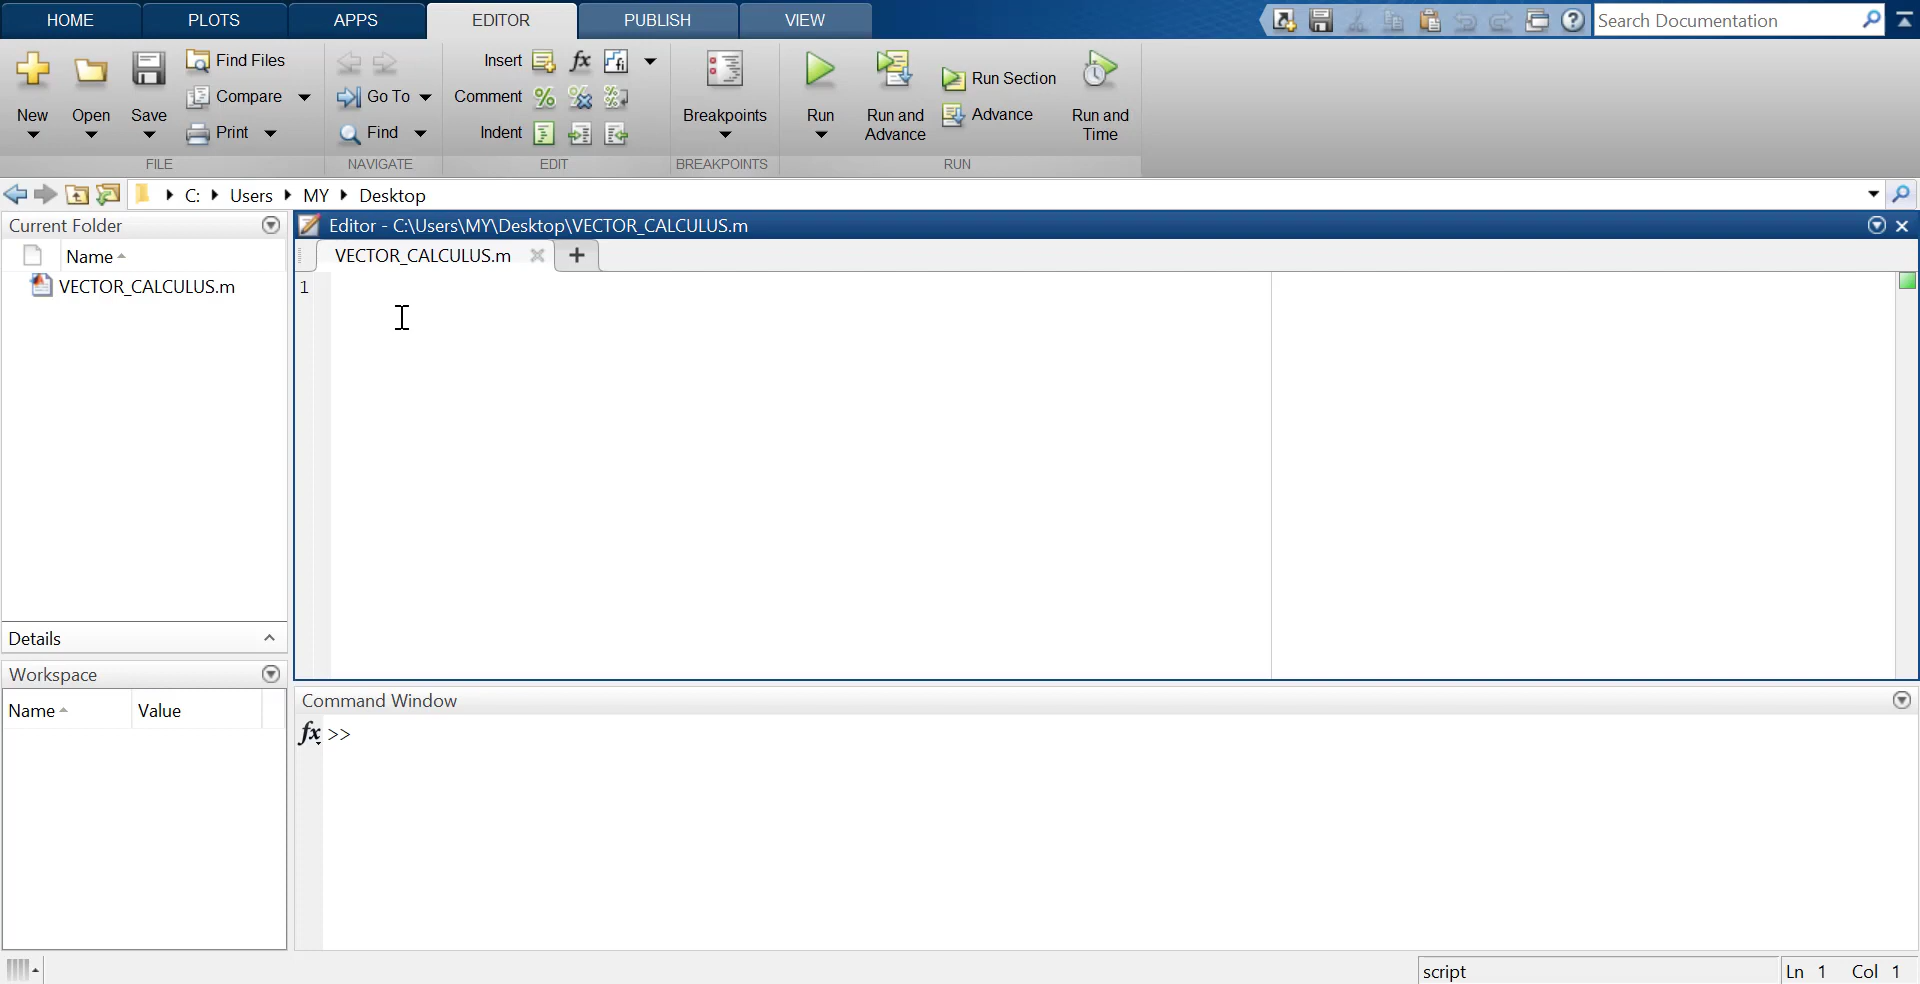 HOME PLOTS APPS EDITOR PUBLISH VIEW Search Documentation
New
Open
Save
Find Files
Compare
Print
FILE
Go To
Find
NAVIGATE
Insert fx
Comment
Indent
EDIT
Breakpoints
BREAKPOINTS
Run
Run and
Advance
Run Section
Advance
Run and
Time
RUN
C: Users MY Desktop
Current Folder
Name
VECTOR_CALCULUS.m
Details
Workspace
Name Value
Editor - C:\Users\MY\Desktop\VECTOR_CALCULUS.m
VECTOR_CALCULUS.m
1
Command Window
fx >>
script Ln 1 Col 1